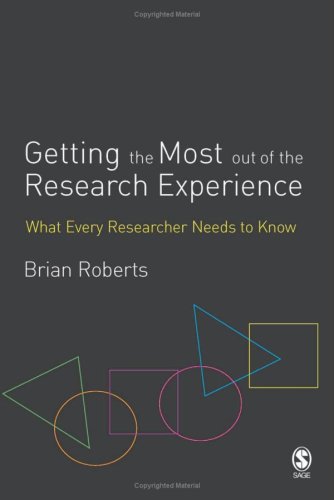 Copyrighted Material
Getting the Most out of the
Research Experience
What Every Researcher Needs to Know
Brian Roberts
S
SAGE
Copyrighted Material